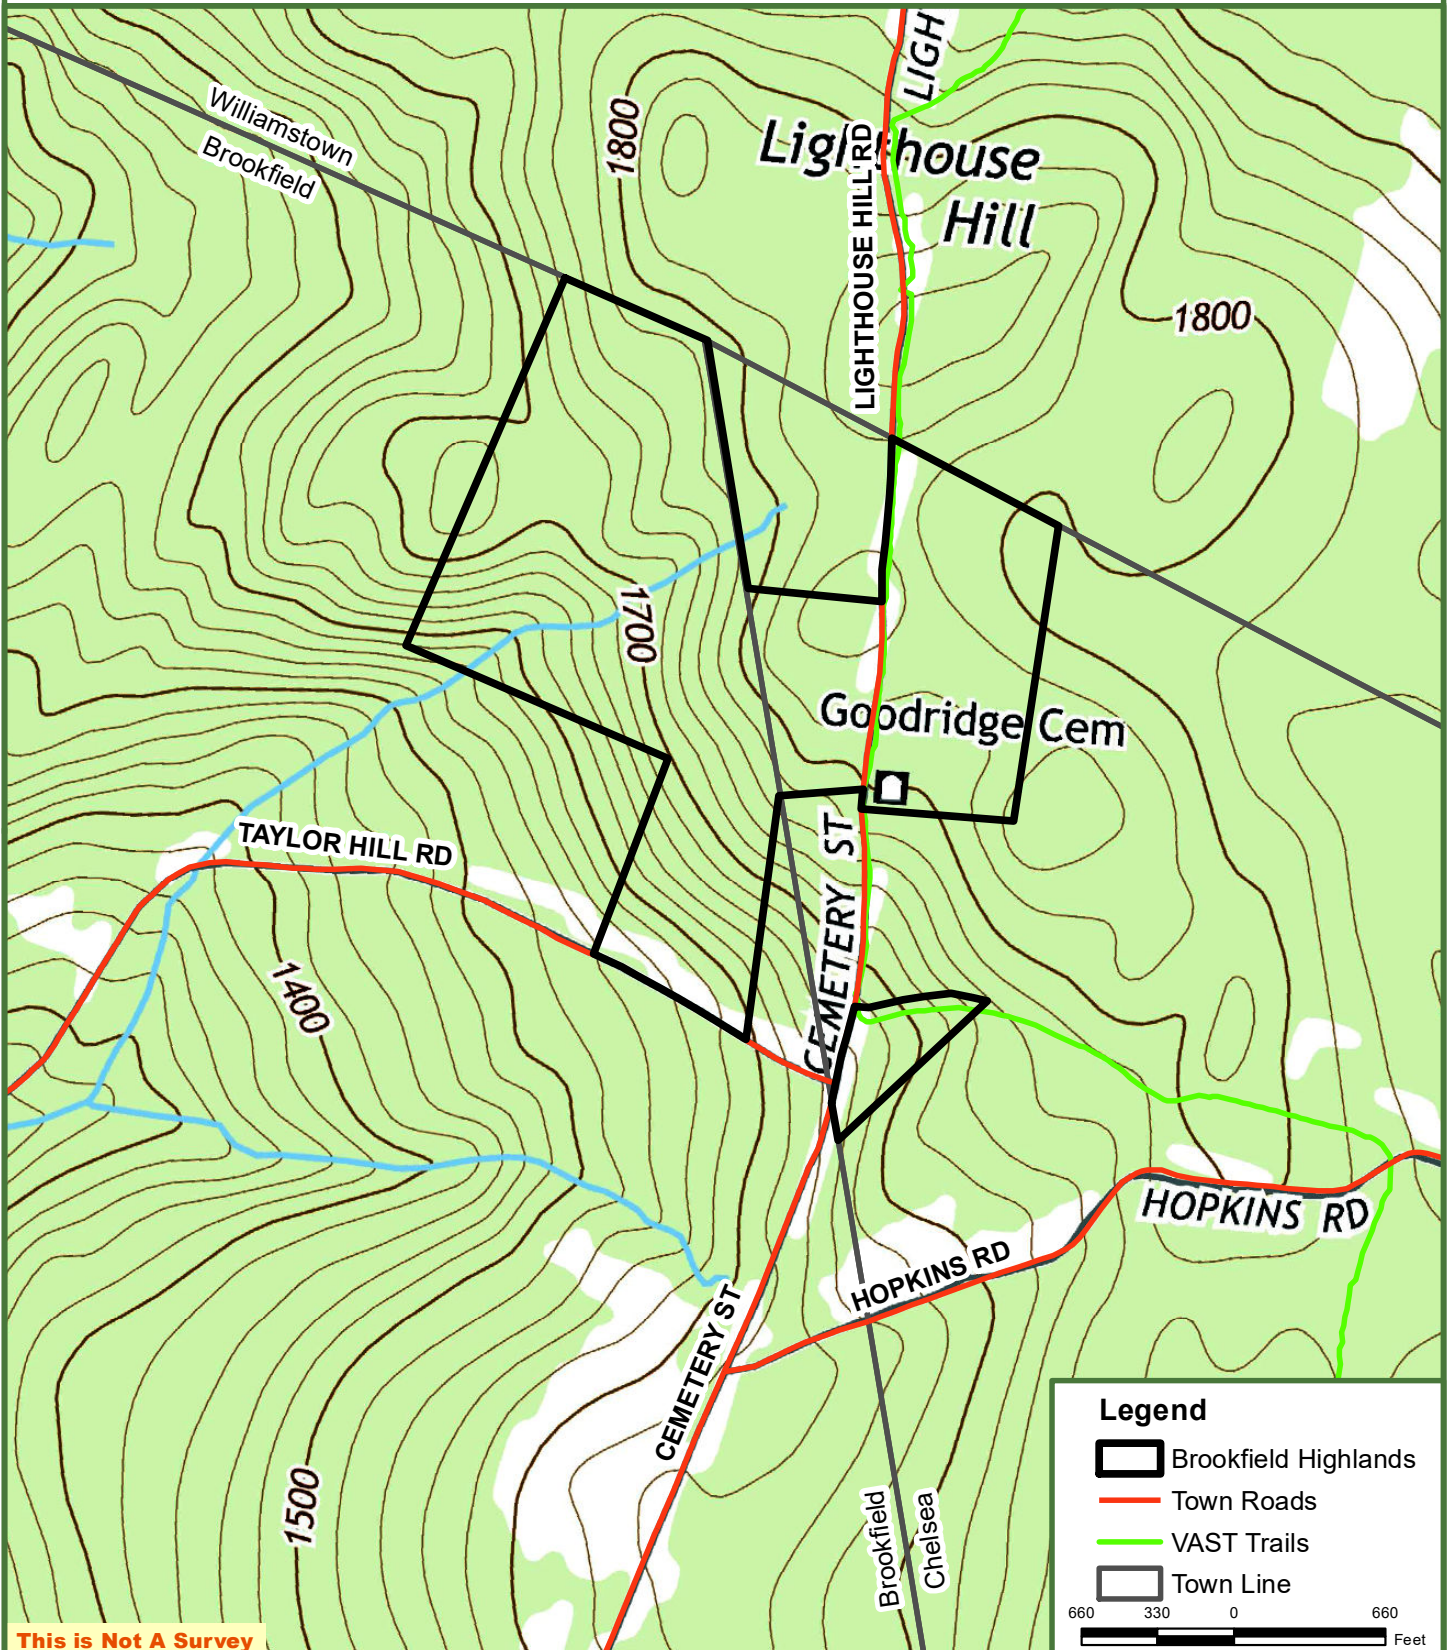 LIGH
Williamstown
Brookfield
1800
Lighthouse
Hill
LIGHTHOUSE HILL RD
1800
1700
Goodridge Cem
TAYLOR HILL RD
CEMETERY ST
1400
HOPKINS RD
HOPKINS RD
CEMETERY ST
1500
Brookfield
Chelsea
Legend
Brookfield Highlands
Town Roads
VAST Trails
Town Line
660 330 0 660
Feet
This is Not A Survey